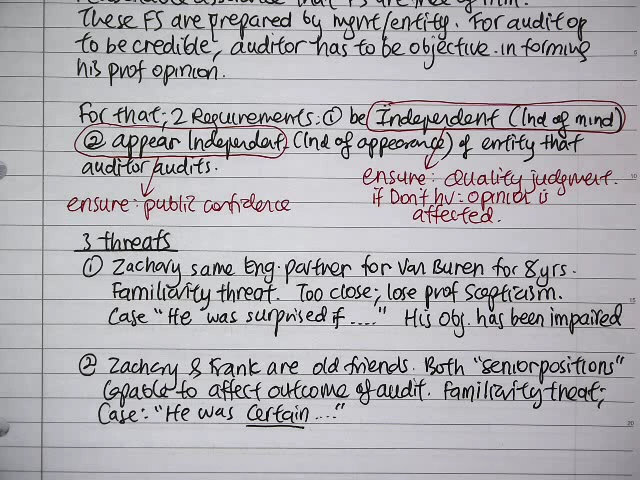 These FS are prepared by mgnt/entity. For audit op
to be credible, auditor has to be objective in forming
his prof opinion.
For that; 2 Requirements: ① be Independent (Ind of mind)
② appear Independent (Ind of appearance) of entity that
auditor audits.
ensure: Quality judgment.
if Don't hv: opinion is
affected.
ensure: public confidence
3 threats
① Zachary same Eng. partner for Van Buren for 8yrs.
Familiarity threat. Too close; lose prof Scepticism.
Case "He was surprised if ....." His Obj. has been impaired
② Zachary & Frank are old friends. Both "senior positions"
Capable to affect outcome of audit. Familiarity threat;
Case: "He was Certain ...."